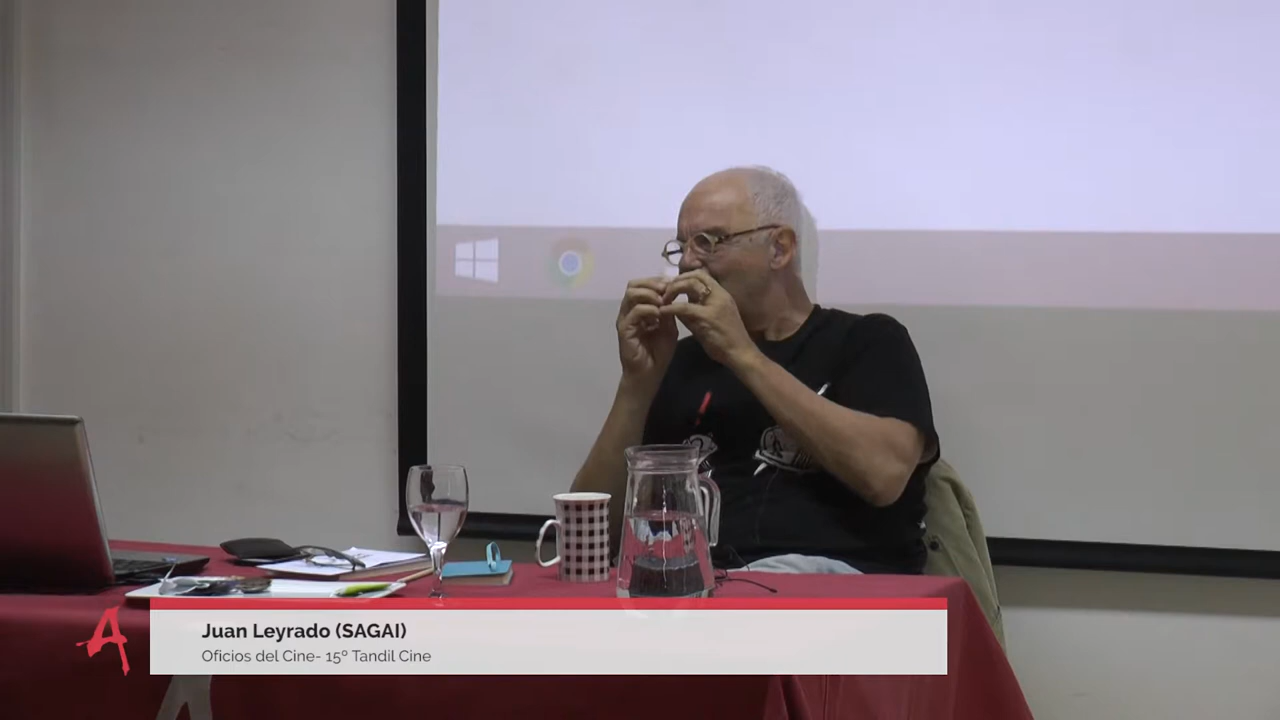 Juan Leyrado (SAGAI)
Oficios del Cine- 15º Tandil Cine